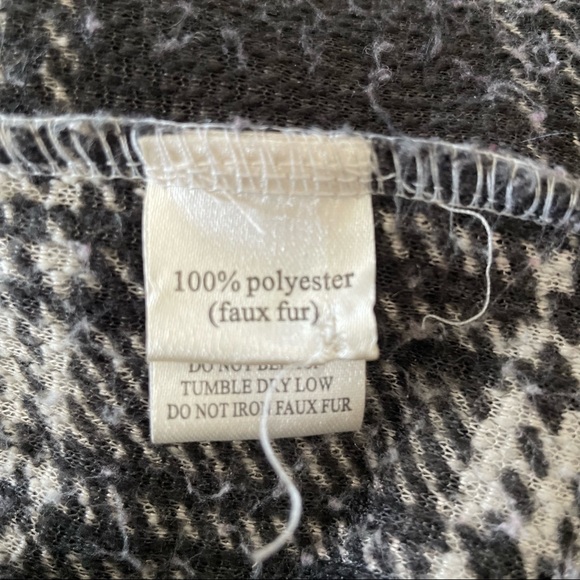 100% polyester
(faux fur)
DO NOT
TUMBLE DRY LOW
DO NOT IRON FAUX FUR